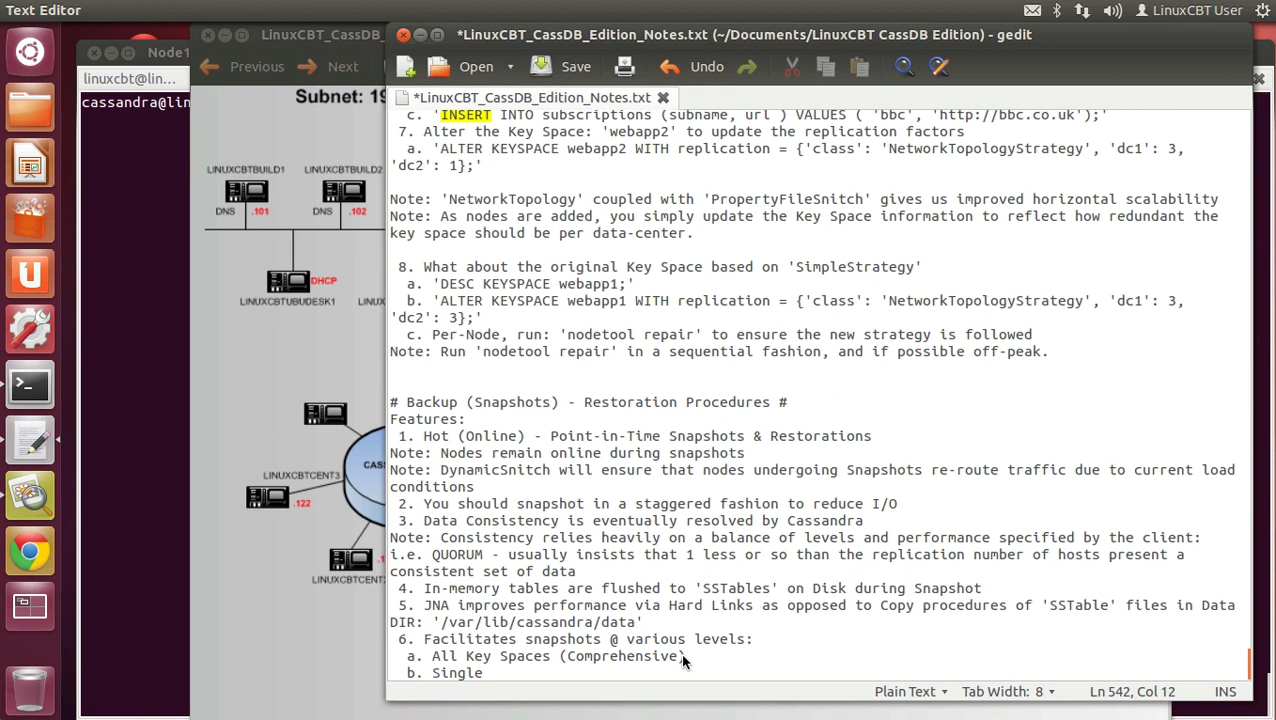 Text Editor
LinuxCBT User
Node1
LinuxCBT_CassDB_
*LinuxCBT_CassDB_Edition_Notes.txt (~/Documents/LinuxCBT CassDB Edition) - gedit
linuxcbt@lin...
Previous
Next
Open
Save
Undo
*LinuxCBT_CassDB_Edition_Notes.txt
cassandra@lin
Subnet: 19
LINUXCBTBUILD1
LINUXCBTBUILD2
DNS
.101
DNS
.102
DHCP
LINUXCBTUBUDESK1
LINUXCBTCENT3
.122
CAS
LINUXCBTCENT2
c. 'INSERT INTO subscriptions (subname, url ) VALUES ( 'bbc', 'http://bbc.co.uk');'
7. Alter the Key Space: 'webapp2' to update the replication factors
a. 'ALTER KEYSPACE webapp2 WITH replication = {'class': 'NetworkTopologyStrategy', 'dc1': 3,
'dc2': 1};'
Note: 'NetworkTopology' coupled with 'PropertyFileSnitch' gives us improved horizontal scalability
Note: As nodes are added, you simply update the Key Space information to reflect how redundant the
key space should be per data-center.
8. What about the original Key Space based on 'SimpleStrategy'
a. 'DESC KEYSPACE webapp1;'
b. 'ALTER KEYSPACE webapp1 WITH replication = {'class': 'NetworkTopologyStrategy', 'dc1': 3,
'dc2': 3};'
c. Per-Node, run: 'nodetool repair' to ensure the new strategy is followed
Note: Run 'nodetool repair' in a sequential fashion, and if possible off-peak.
# Backup (Snapshots) - Restoration Procedures #
Features:
1. Hot (Online) - Point-in-Time Snapshots & Restorations
Note: Nodes remain online during snapshots
Note: DynamicSnitch will ensure that nodes undergoing Snapshots re-route traffic due to current load
conditions
2. You should snapshot in a staggered fashion to reduce I/O
3. Data Consistency is eventually resolved by Cassandra
Note: Consistency relies heavily on a balance of levels and performance specified by the client:
i.e. QUORUM - usually insists that 1 less or so than the replication number of hosts present a
consistent set of data
4. In-memory tables are flushed to 'SSTables' on Disk during Snapshot
5. JNA improves performance via Hard Links as opposed to Copy procedures of 'SSTable' files in Data
DIR: '/var/lib/cassandra/data'
6. Facilitates snapshots @ various levels:
a. All Key Spaces (Comprehensive)
b. Single
Plain Text
Tab Width: 8
Ln 542, Col 12
INS